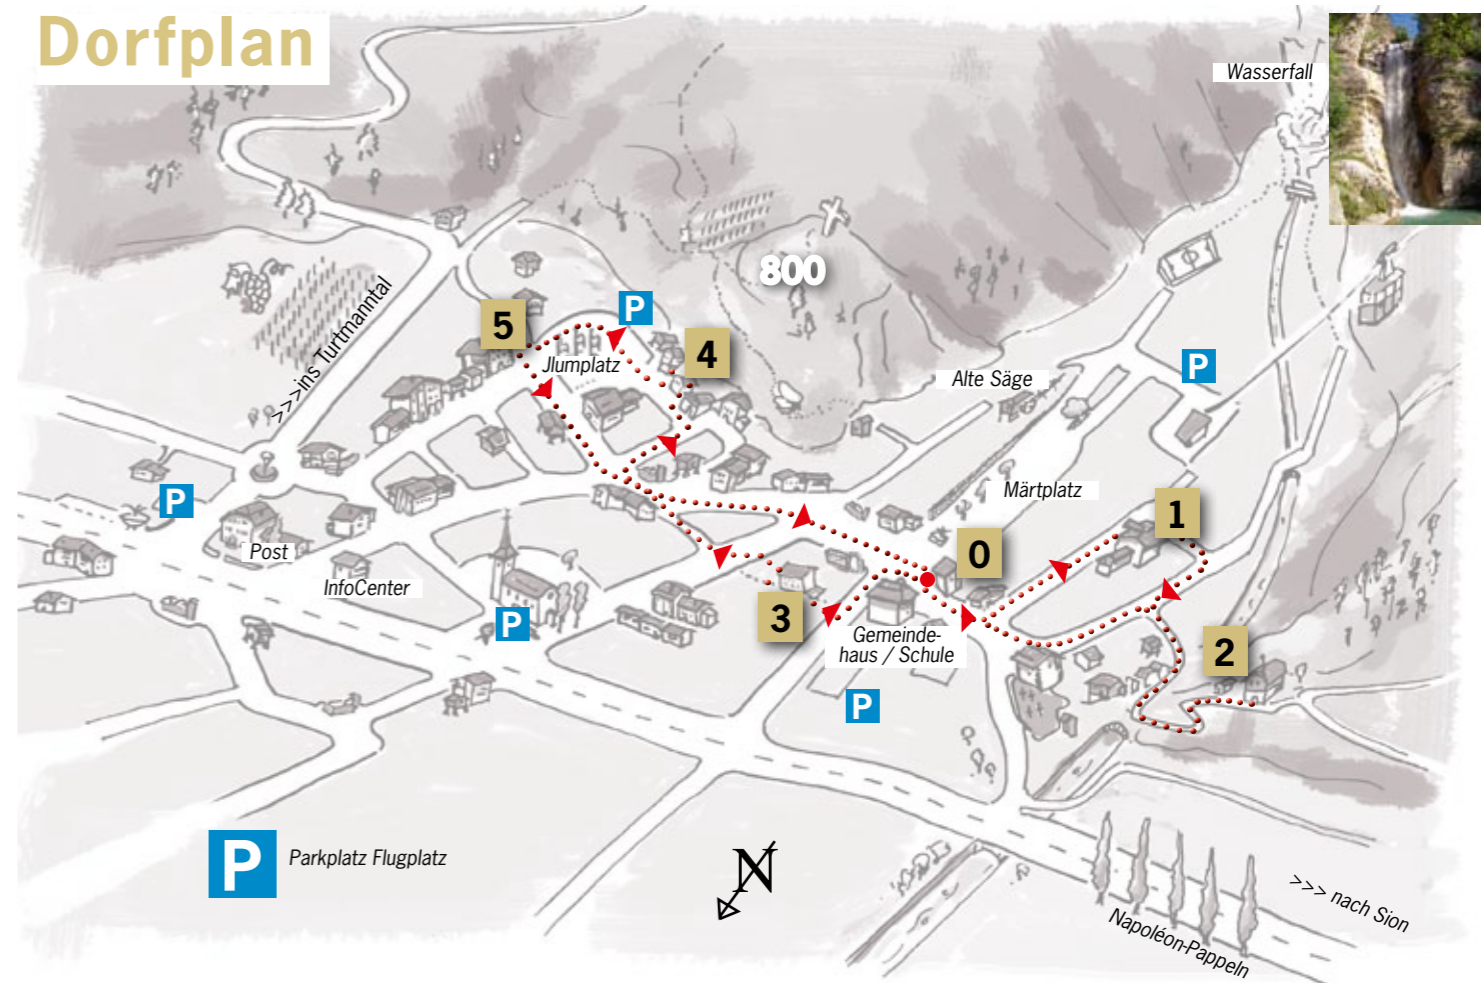 Dorfplan
Wasserfall
>>>ins Turtmanntal
800
P
5
Jlumplatz
4
P
Alte Säge
P
Post
InfoCenter
Märtplatz
1
0
P
3
Gemeinde-
haus / Schule
2
P
P
Parkplatz Flugplatz
N
Napoléon-Pappeln
>>> nach Sion